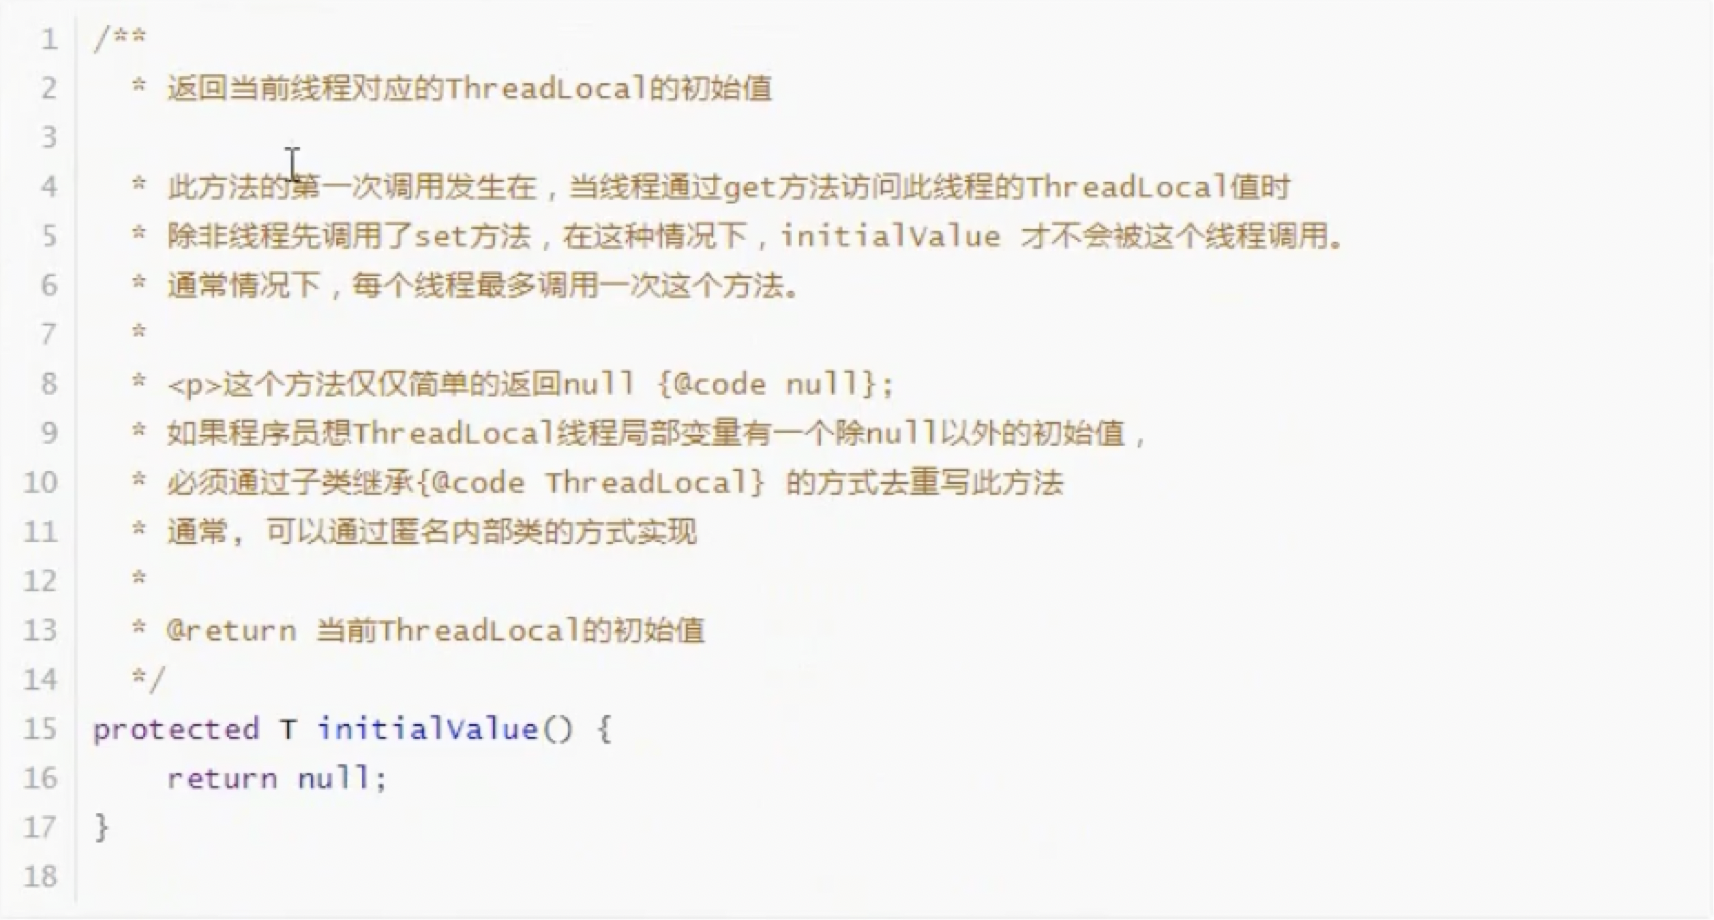 1 /**
2 * 返回当前线程对应的ThreadLocal的初始值
3
4 * 此方法的第一次调用发生在，当线程通过get方法访问此线程的ThreadLocal值时
5 * 除非线程先调用了set方法，在这种情况下，initialValue 才不会被这个线程调用。
6 * 通常情况下，每个线程最多调用一次这个方法。
7 *
8 * <p>这个方法仅仅简单的返回null {@code null};
9 * 如果程序员想ThreadLocal线程局部变量有一个除null以外的初始值，
10 * 必须通过子类继承{@code ThreadLocal} 的方式去重写此方法
11 * 通常， 可以通过匿名内部类的方式实现
12 *
13 * @return 当前ThreadLocal的初始值
14 */
15 protected T initialValue() {
16 return null;
17 }
18